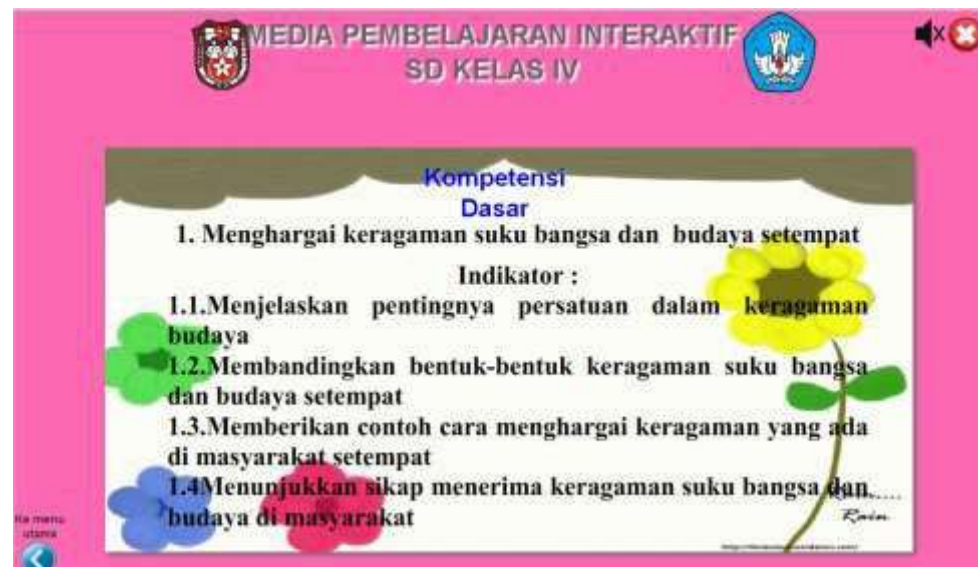 MEDIA PEMBELAJARAN INTERAKTIF
SD KELAS IV
Kompetensi
Dasar
1. Menghargai keragaman suku bangsa dan budaya setempat
Indikator :
1.1.Menjelaskan pentingnya persatuan dalam keragaman
budaya
1.2.Membandingkan bentuk-bentuk keragaman suku bangsa
dan budaya setempat
1.3.Memberikan contoh cara menghargai keragaman yang ada
di masyarakat setempat
1.4Menunjukkan sikap menerima keragaman suku bangsa dan
budaya di masyarakat
Rain
Ke menu
utama